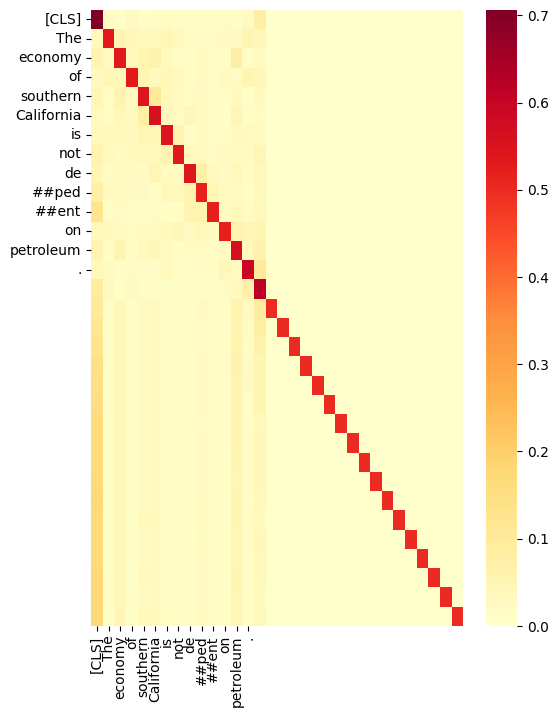 [CLS]
The
economy
of
southern
California
is
not
de
##ped
##ent
on
petroleum
.
[CLS]
The
economy
of
southern
California
is
not
de
##ped
##ent
on
petroleum
.
0.7
0.6
0.5
0.4
0.3
0.2
0.1
0.0